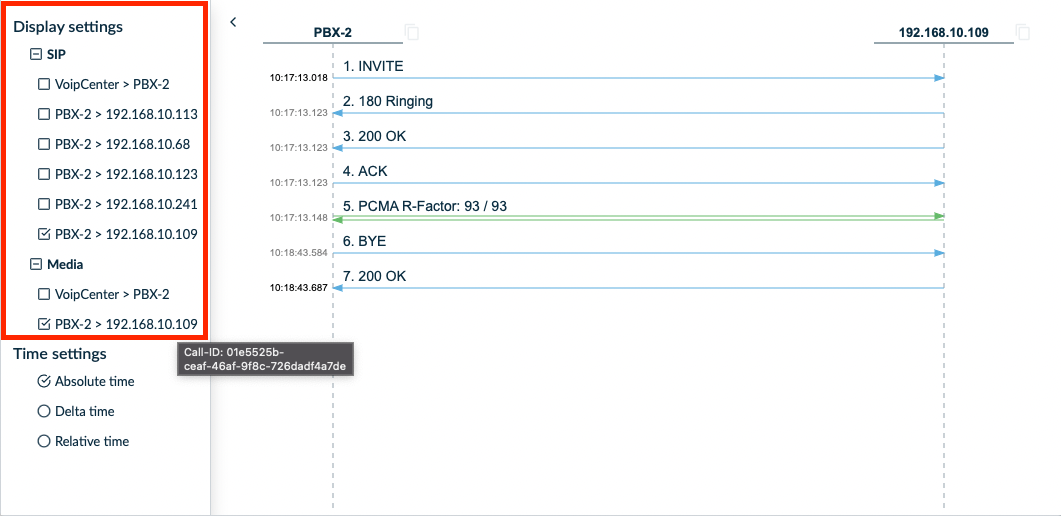 Display settings
SIP
VoipCenter > PBX-2
PBX-2 > 192.168.10.113
PBX-2 > 192.168.10.68
PBX-2 > 192.168.10.123
PBX-2 > 192.168.10.241
PBX-2 > 192.168.10.109
Media
VoipCenter > PBX-2
PBX-2 > 192.168.10.109
Time settings
Absolute time
Delta time
Relative time
Call-ID: 01e5525b-
ceaf-46af-9f8c-726dadf4a7de
PBX-2
192.168.10.109
10:17:13.018 1. INVITE
10:17:13.123 2. 180 Ringing
10:17:13.123 3. 200 OK
10:17:13.123 4. ACK
10:17:13.148 5. PCMA R-Factor: 93 / 93
10:18:43.584 6. BYE
10:18:43.687 7. 200 OK